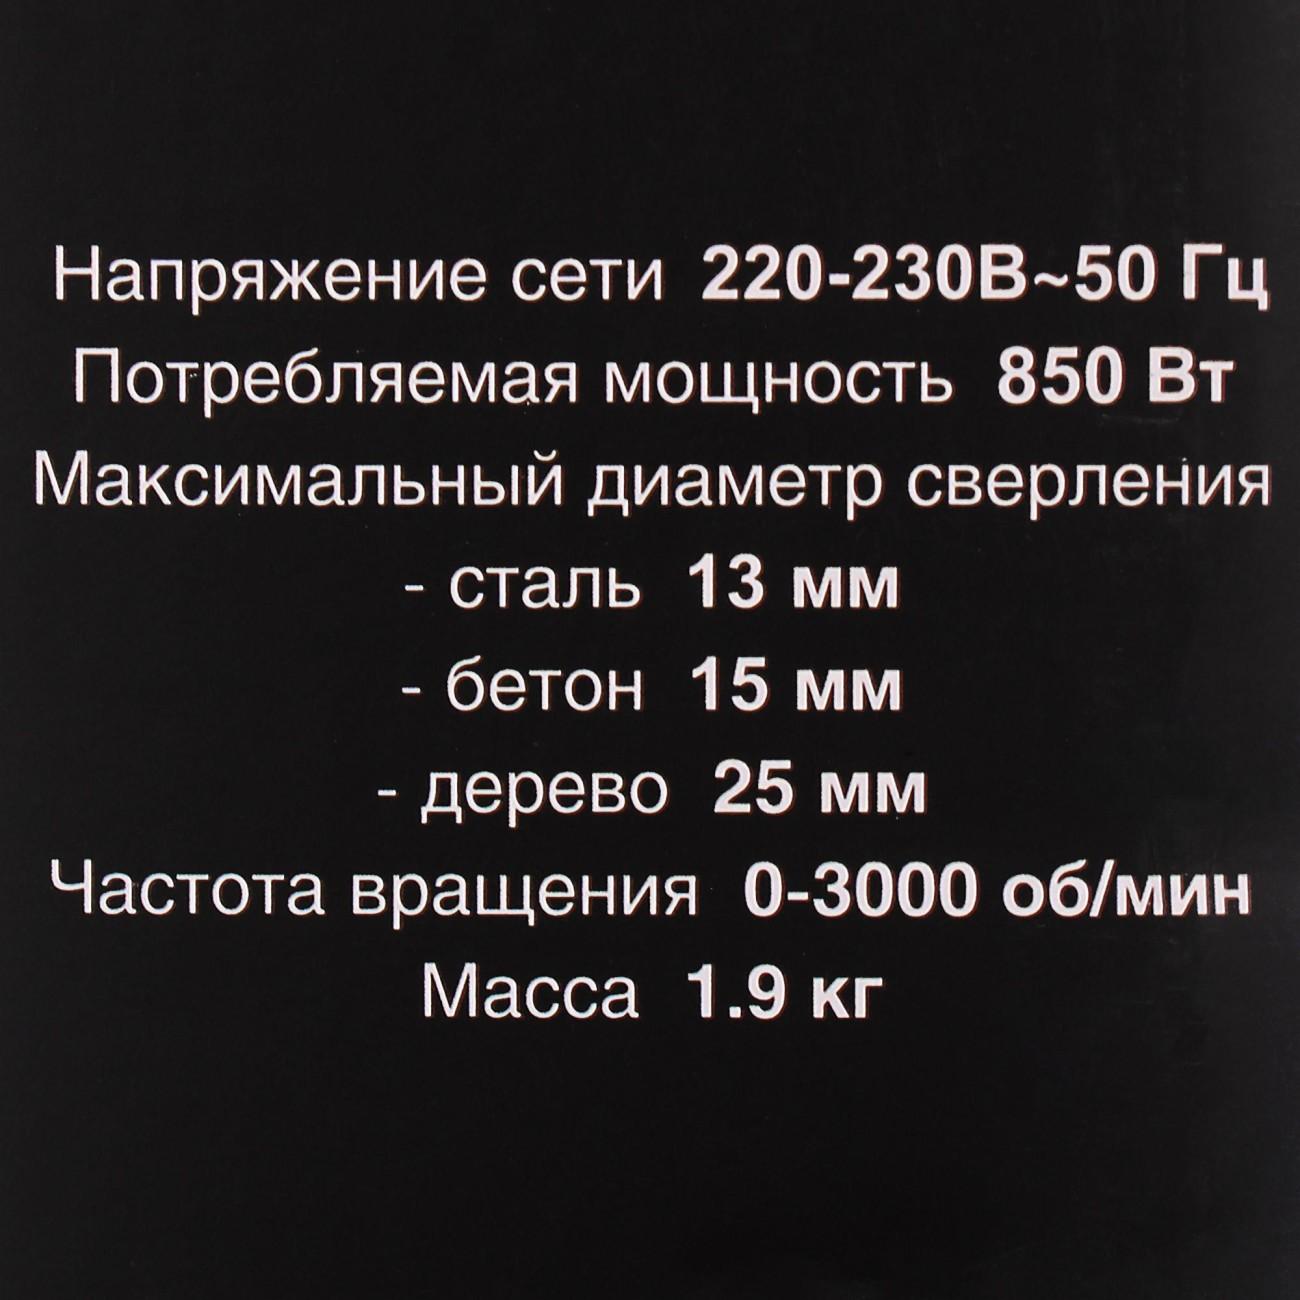 Напряжение сети 220-230В~50 Гц
Потребляемая мощность 850 Вт
Максимальный диаметр сверления
- сталь 13 мм
- бетон 15 мм
- дерево 25 мм
Частота вращения 0-3000 об/мин
Масса 1.9 кг